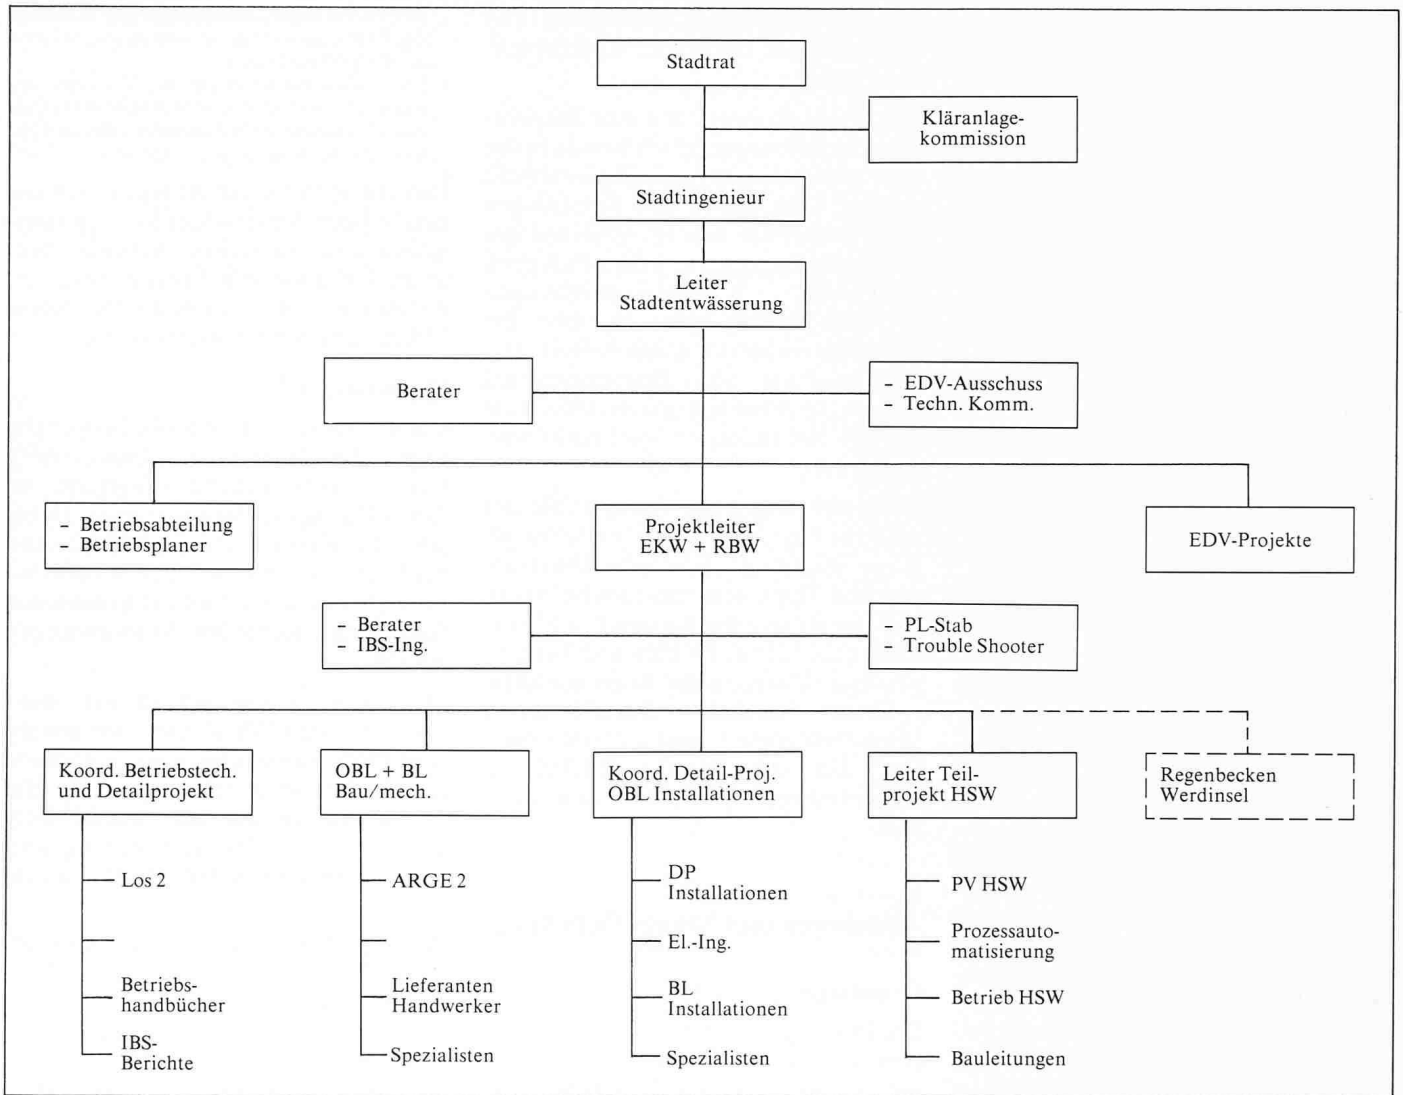 Stadtrat
Kläranlage-
kommission
Stadtingenieur
Leiter
Stadtentwässerung
Berater
– EDV-Ausschuss
– Techn. Komm.
– Betriebsabteilung
– Betriebsplaner
Projektleiter
EKW + RBW
EDV-Projekte
– Berater
– IBS-Ing.
– PL-Stab
– Trouble Shooter
Koord. Betriebstech.
und Detailprojekt
OBL + BL
Bau/mech.
Koord. Detail-Proj.
OBL Installationen
Leiter Teil-
projekt HSW
Regenbecken
Werdinsel
Los 2
Betriebs-
handbücher
IBS-
Berichte
ARGE 2
Lieferanten
Handwerker
Spezialisten
DP
Installationen
El.-Ing.
BL
Installationen
Spezialisten
PV HSW
Prozessauto-
matisierung
Betrieb HSW
Bauleitungen